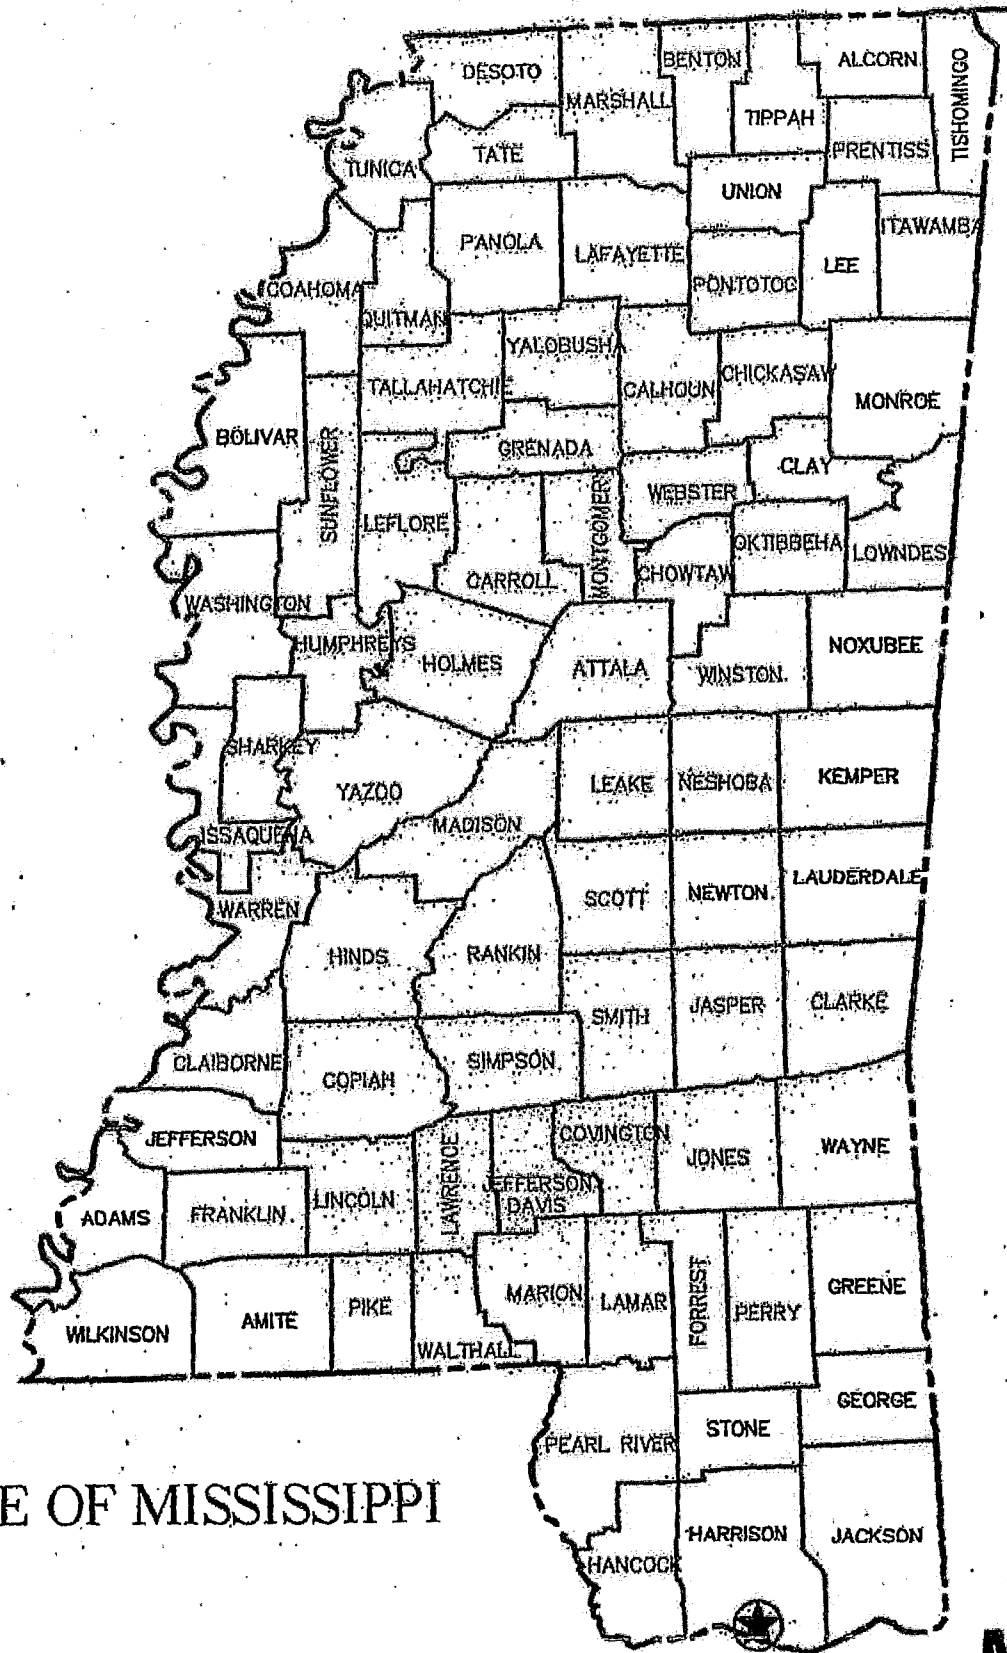 DESOTO
BENTON
ALCORN
TISHOMINGO
MARSHALL
TIPPAH
TUNICA
TATE
PRENTISS
UNION
PANOLA
LAFAYETTE
ITAWAMBA
LEE
PONTOTOC
COAHOMA
QUITMAN
YALOBUSHA
TALLAHATCHIE
CALHOUN
CHICKASAW
MONROE
BOLIVAR
SUNFLOWER
GRENADA
CLAY
LEFLORE
MONTGOMERY
WEBSTER
OKTIBBEHA
LOWNDES
CARROLL
CHOWTAW
WASHINGTON
HUMPHREYS
HOLMES
ATTALA
WINSTON
NOXUBEE
SHARKEY
YAZOO
LEAKE
NESHOBA
KEMPER
ISSAQUENA
MADISON
WARREN
SCOTT
NEWTON
LAUDERDALE
HINDS
RANKIN
SMITH
JASPER
CLARKE
CLAIBORNE
COPIAH
SIMPSON
JEFFERSON
LAWRENCE
COVINGTON
JONES
WAYNE
ADAMS
FRANKLIN
LINCOLN
JEFFERSON
DAVIS
WILKINSON
AMITE
PIKE
WALTHALL
MARION
LAMAR
FORREST
PERRY
GREENE
GEORGE
PEARL RIVER
STONE
E OF MISSISSIPPI
HANCOCK
HARRISON
JACKSON